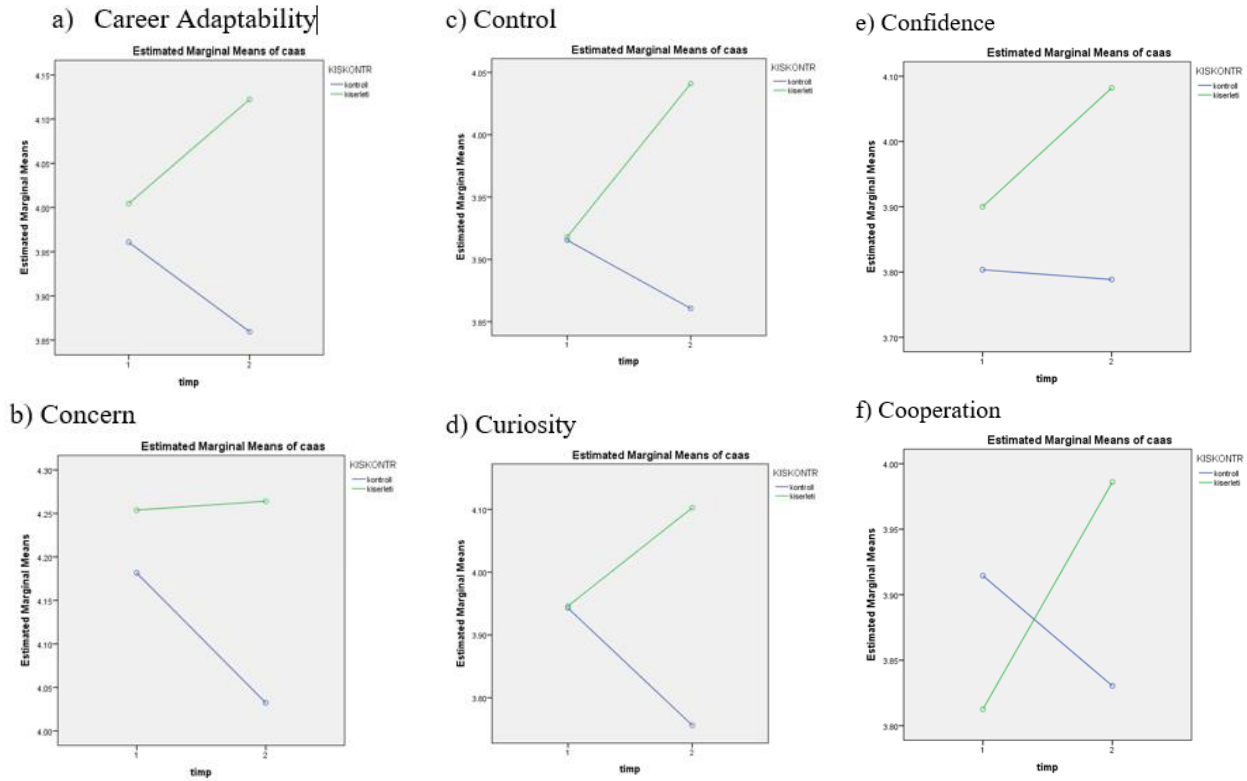 a) Career Adaptability
Estimated Marginal Means of caas
KISKONTR
kontroll
kiserleti
Estimated Marginal Means
4.15
4.10
4.05
4.00
3.95
3.90
3.85
1
2
timp
c) Control
Estimated Marginal Means of caas
KISKONTR
kontroll
kiserleti
Estimated Marginal Means
4.05
4.00
3.95
3.90
3.85
1
2
timp
e) Confidence
Estimated Marginal Means of caas
KISKONTR
kontroll
kiserleti
Estimated Marginal Means
4.10
4.00
3.90
3.80
3.70
1
2
timp
b) Concern
Estimated Marginal Means of caas
KISKONTR
kontroll
kiserleti
Estimated Marginal Means
4.30
4.25
4.20
4.15
4.10
4.05
4.00
1
2
timp
d) Curiosity
Estimated Marginal Means of caas
KISKONTR
kontroll
kiserleti
Estimated Marginal Means
4.10
4.00
3.90
3.80
1
2
timp
f) Cooperation
Estimated Marginal Means of caas
KISKONTR
kontroll
kiserleti
Estimated Marginal Means
4.00
3.95
3.90
3.85
3.80
1
2
timp